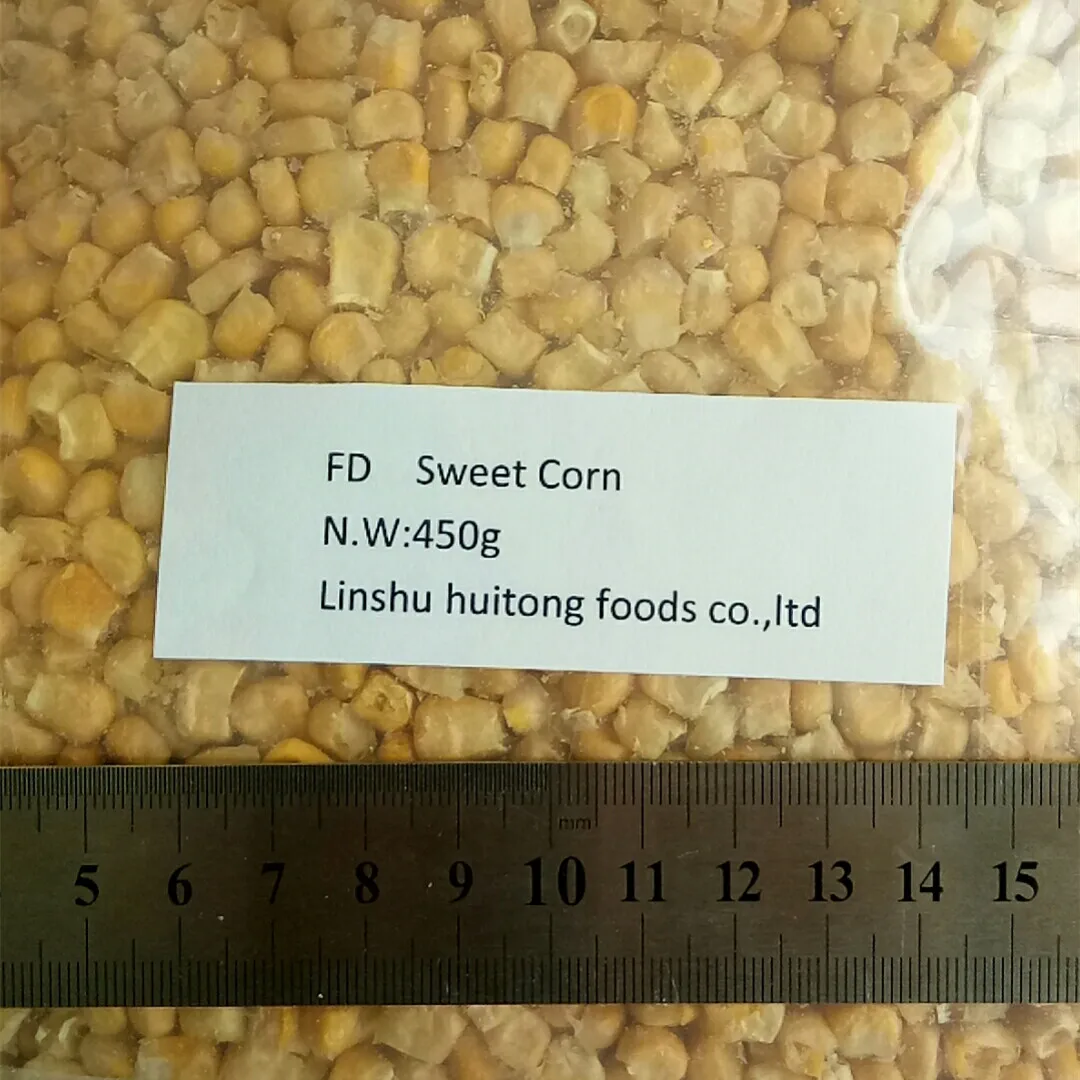 FD Sweet Corn
N.W:450g
Linshu huitong foods co.,ltd
mm
5 6 7 8 9 10 11 12 13 14 15